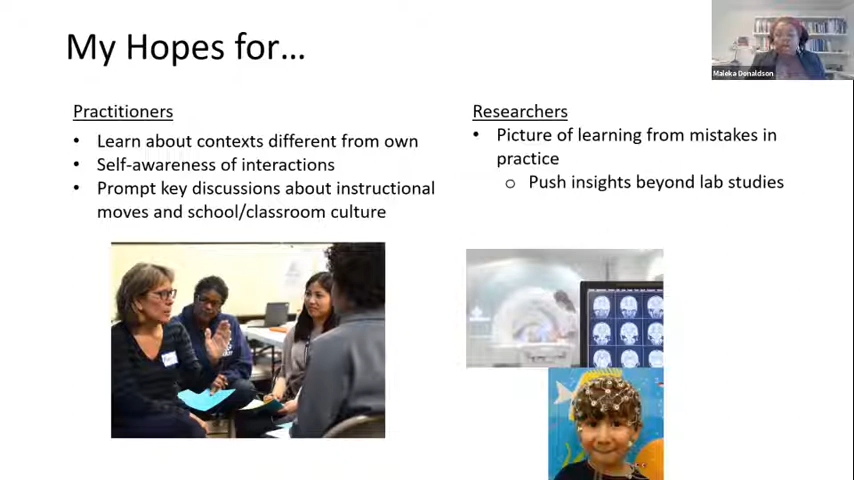 My Hopes for...
Maleka Donaldson
Practitioners
• Learn about contexts different from own
• Self-awareness of interactions
• Prompt key discussions about instructional
moves and school/classroom culture
Researchers
• Picture of learning from mistakes in
practice
o Push insights beyond lab studies